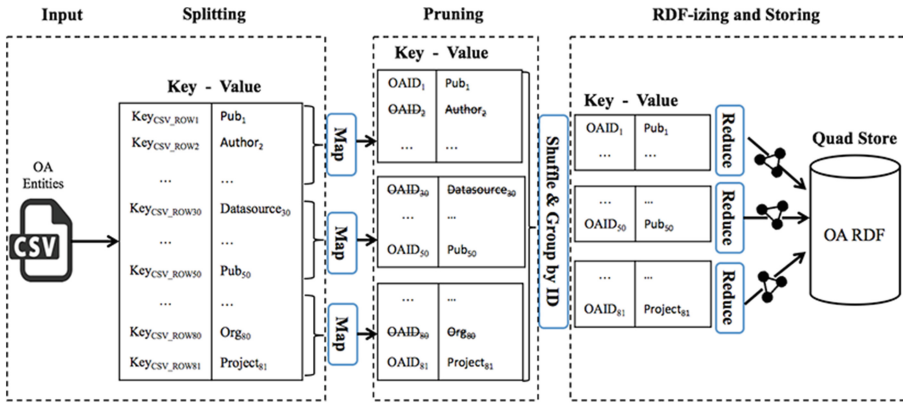 Input
Splitting
Pruning
RDF-izing and Storing
Key - Value
KeyCSV_ROW1 Pub1
KeyCSV_ROW2 Author2
... ...
KeyCSV_ROW30 Datasource30
... ...
KeyCSV_ROW50 Pub50
... ...
KeyCSV_ROW80 Org80
KeyCSV_ROW81 Project81
OA
Entities
CSV
Map
Map
Map
Key - Value
OAID1 Pub1
OAID2 Author2
... ...
OAID30 Datasource30
... ...
OAID50 Pub50
... ...
OAID80 Org80
OAID81 Project81
Shuffle & Group by ID
Key - Value
OAID1 Pub1
... ...
... ...
OAID50 Pub50
... ...
OAID81 Project81
Reduce
Reduce
Reduce
Quad Store
OA RDF